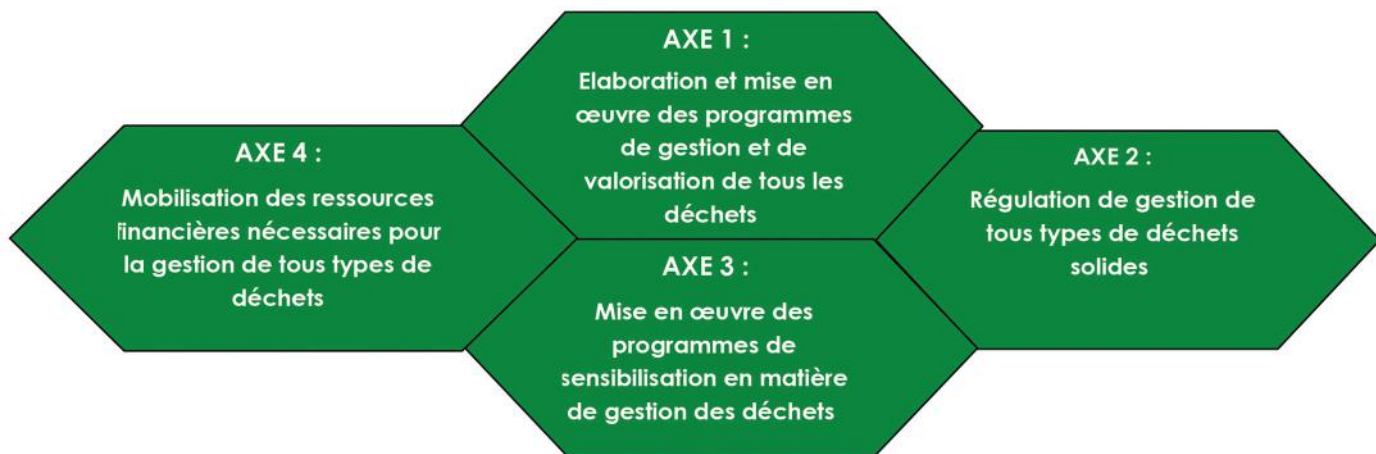 AXE 1 :
Elaboration et mise en
œuvre des programmes
de gestion et de
valorisation de tous les
déchets
AXE 4 :
Mobilisation des ressources
financières nécessaires pour
la gestion de tous types de
déchets
AXE 2 :
Régulation de gestion de
tous types de déchets
solides
AXE 3 :
Mise en œuvre des
programmes de
sensibilisation en matière
de gestion des déchets